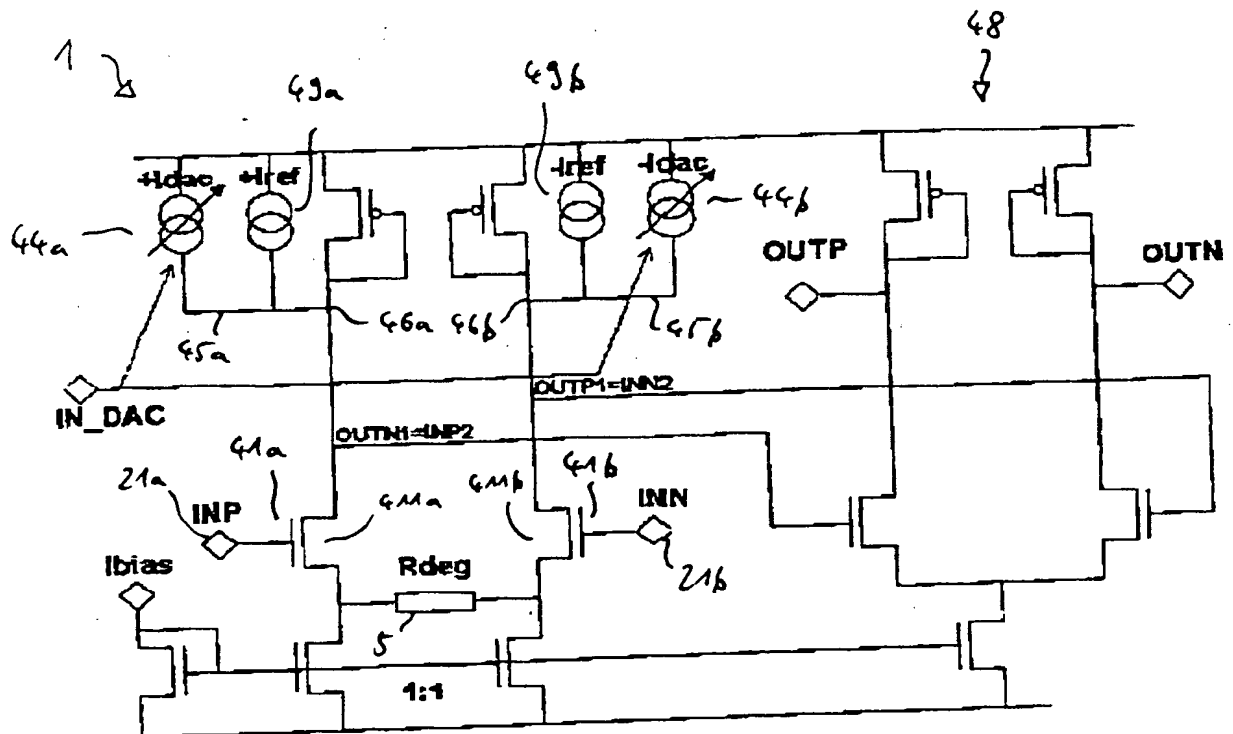 1
48
49a
49b
+Idac
+Iref
-Iref
-Idac
44a
44b
OUTP
OUTN
45a
46a
46b
45b
IN_DAC
OUTP1=INN2
OUTN1=INP2
41a
41b
21a
INP
411a
411b
INN
21b
Ibias
Rdeg
5
1:1